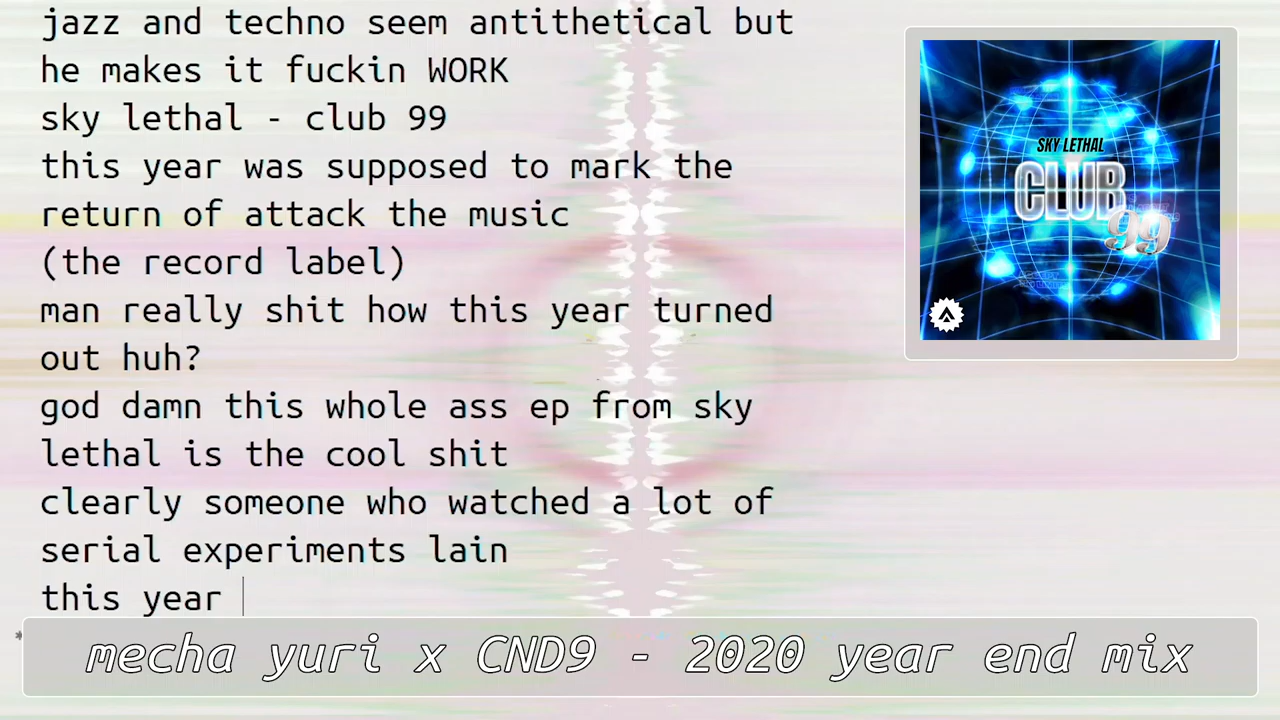 jazz and techno seem antithetical but
he makes it fuckin WORK
sky lethal - club 99
this year was supposed to mark the
return of attack the music
(the record label)
man really shit how this year turned
out huh?
god damn this whole ass ep from sky
lethal is the cool shit
clearly someone who watched a lot of
serial experiments lain
this year
*
SKY LETHAL
CLUB
99
mecha yuri x CND9 - 2020 year end mix